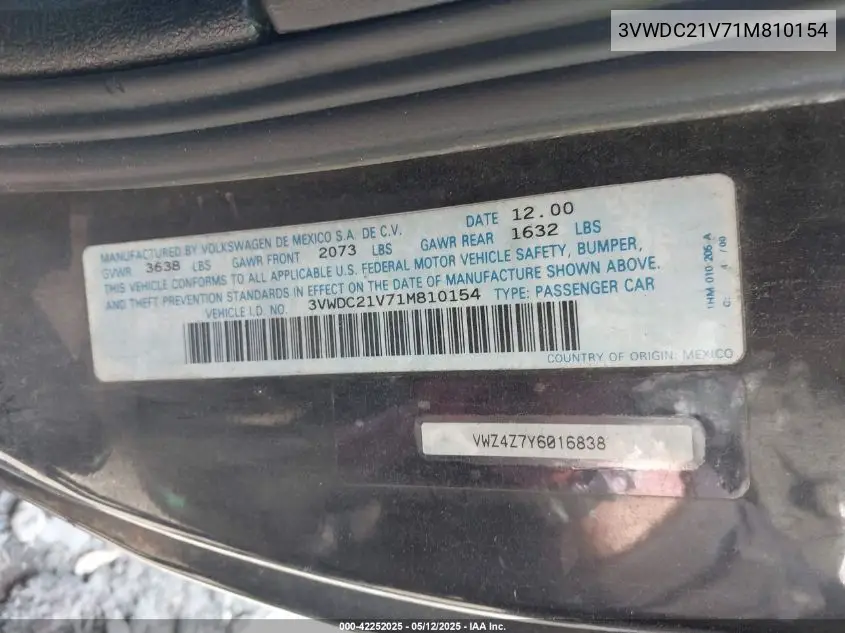 3VWDC21V71M810154
MANUFACTURED BY VOLKSWAGEN DE MEXICO S.A. DE C.V. DATE 12.00
GVWR 3638 LBS GAWR FRONT 2073 LBS GAWR REAR 1632 LBS
THIS VEHICLE CONFORMS TO ALL APPLICABLE U.S. FEDERAL MOTOR VEHICLE SAFETY, BUMPER,
AND THEFT PREVENTION STANDARDS IN EFFECT ON THE DATE OF MANUFACTURE SHOWN ABOVE.
VEHICLE I.D. NO. 3VWDC21V71M810154 TYPE: PASSENGER CAR
COUNTRY OF ORIGIN: MEXICO
1HM 010 205 A
C: 4 / 00
VWZ4Z7Y6016838
000-42252025 - 05/12/2025 - IAA Inc.